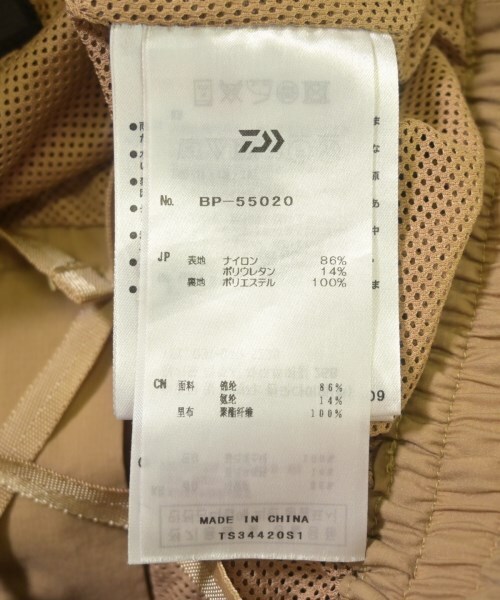 No. BP-55020
JP 表地 ナイロン 86%
ポリウレタン 14%
裏地 ポリエステル 100%
CN 面料 锦纶 86%
氨纶 14%
里布 聚酯纤维 100%
MADE IN CHINA
TS34420S1
09